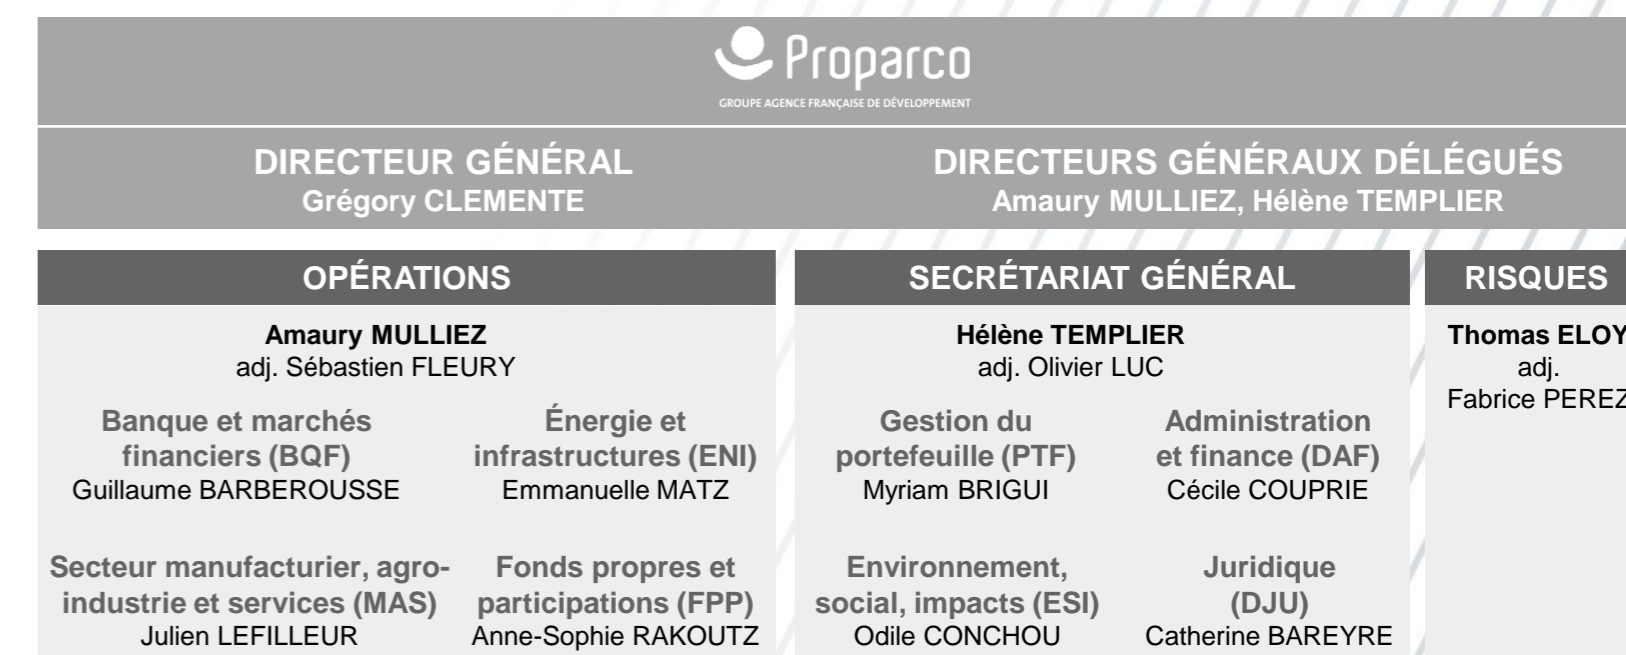 Proparco
GROUPE AGENCE FRANÇAISE DE DÉVELOPPEMENT
DIRECTEUR GÉNÉRAL
Grégory CLEMENTE
DIRECTEURS GÉNÉRAUX DÉLÉGUÉS
Amaury MULLIEZ, Hélène TEMPLIER
OPÉRATIONS
Amaury MULLIEZ
adj. Sébastien FLEURY
Banque et marchés
financiers (BQF)
Guillaume BARBEROUSSE
Énergie et
infrastructures (ENI)
Emmanuelle MATZ
Secteur manufacturier, agro-
industrie et services (MAS)
Julien LEFILLEUR
Fonds propres et
participations (FPP)
Anne-Sophie RAKOUTZ
SECRÉTARIAT GÉNÉRAL
Hélène TEMPLIER
adj. Olivier LUC
Gestion du
portefeuille (PTF)
Myriam BRIGUI
Administration
et finance (DAF)
Cécile COUPRIE
Environnement,
social, impacts (ESI)
Odile CONCHOU
Juridique
(DJU)
Catherine BAREYRE
RISQUES
Thomas ELOY
adj.
Fabrice PEREZ